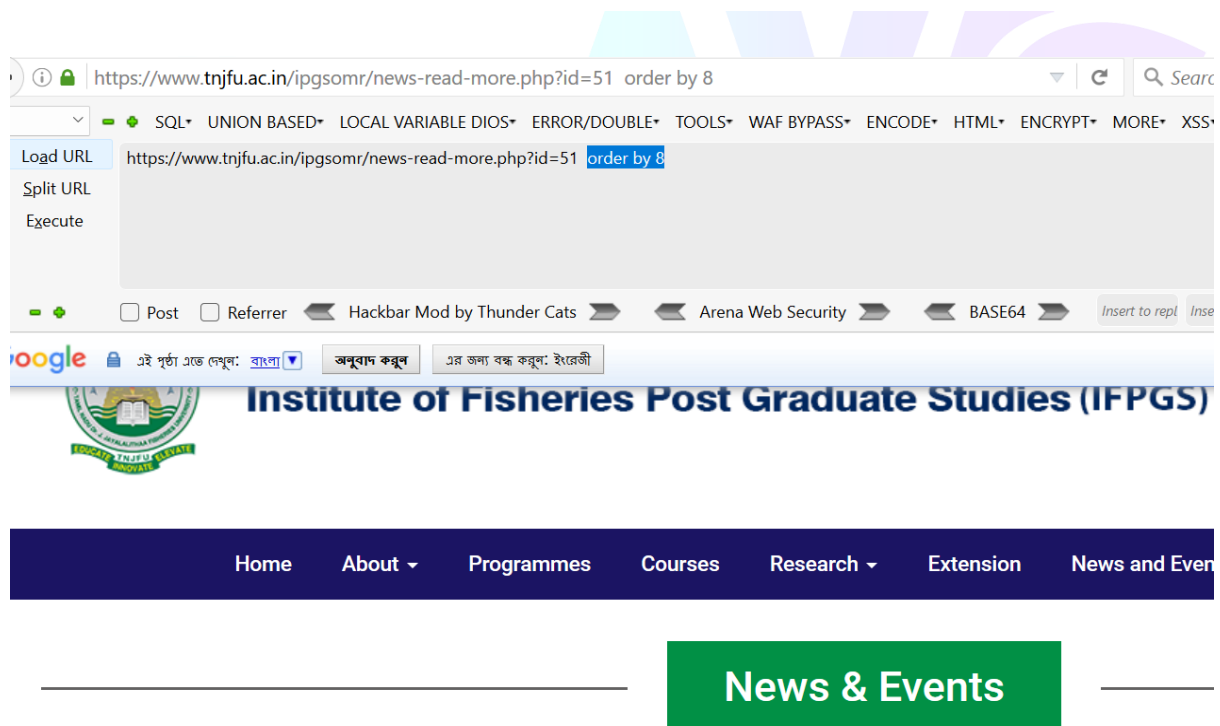 https://www.tnjfu.ac.in/ipgsomr/news-read-more.php?id=51 order by 8
SQL UNION BASED LOCAL VARIABLE DIOS ERROR/DOUBLE TOOLS WAF BYPASS ENCODE HTML ENCRYPT MORE XSS
Load URL https://www.tnjfu.ac.in/ipgsomr/news-read-more.php?id=51 order by 8
Split URL
Execute
Post Referrer Hackbar Mod by Thunder Cats Arena Web Security BASE64 Insert to repl Inse
oogle এই পৃষ্ঠা এতে দেখুন: বাংলা অনুবাদ করুন এর জন্য বন্ধ করুন: ইংরেজী
Institute of Fisheries Post Graduate Studies (IFPGS)
EDUCATE TNJFU ELEVATE
INNOVATE
Home About Programmes Courses Research Extension News and Even
News & Events